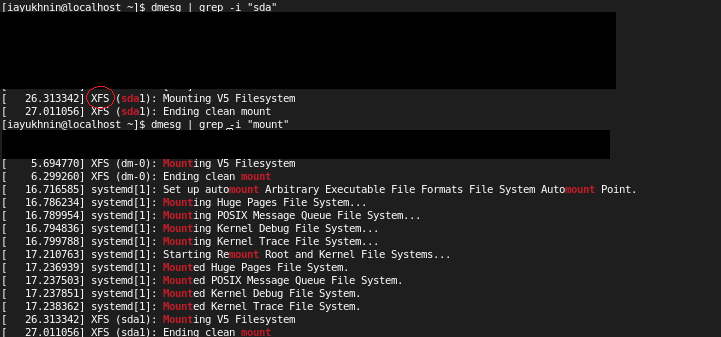 [iayukhnin@localhost ~]$ dmesg | grep -i "sda"
[   26.313342] XFS (sda1): Mounting V5 Filesystem
[   27.011056] XFS (sda1): Ending clean mount
[iayukhnin@localhost ~]$ dmesg | grep -i "mount"
[    5.694770] XFS (dm-0): Mounting V5 Filesystem
[    6.299260] XFS (dm-0): Ending clean mount
[   16.716585] systemd[1]: Set up automount Arbitrary Executable File Formats File System Automount Point.
[   16.786234] systemd[1]: Mounting Huge Pages File System...
[   16.789954] systemd[1]: Mounting POSIX Message Queue File System...
[   16.794836] systemd[1]: Mounting Kernel Debug File System...
[   16.799788] systemd[1]: Mounting Kernel Trace File System...
[   17.210763] systemd[1]: Starting Remount Root and Kernel File Systems...
[   17.236939] systemd[1]: Mounted Huge Pages File System.
[   17.237503] systemd[1]: Mounted POSIX Message Queue File System.
[   17.237851] systemd[1]: Mounted Kernel Debug File System.
[   17.238362] systemd[1]: Mounted Kernel Trace File System.
[   26.313342] XFS (sda1): Mounting V5 Filesystem
[   27.011056] XFS (sda1): Ending clean mount